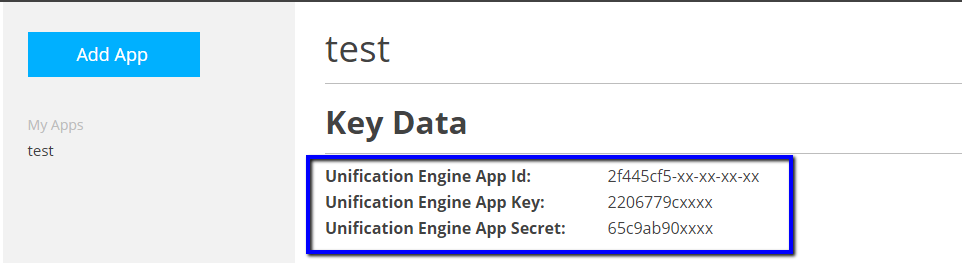 Add App
My Apps
test
test
Key Data
Unification Engine App Id: 2f445cf5-xx-xx-xx-xx
Unification Engine App Key: 2206779cxxxx
Unification Engine App Secret: 65c9ab90xxxx